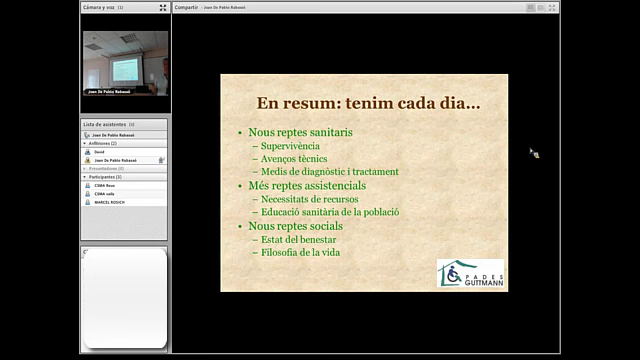 Cámara y voz (1)
Joan De Pablo Rabassó
Lista de asistentes (5)
Joan De Pablo Rabassó
Anfitriones (2)
David
Joan De Pablo Rabassó
Presentadores (0)
Participantes (3)
CSMA Reus
CSMA valls
MARCEL ROSICH
Compartir - Joan De Pablo Rabassó
En resum: tenim cada dia...
• Nous reptes sanitaris
– Supervivència
– Avenços tècnics
– Medis de diagnòstic i tractament
• Més reptes assistencials
– Necessitats de recursos
– Educació sanitària de la població
• Nous reptes socials
– Estat del benestar
– Filosofia de la vida
PADES
GUTTMANN